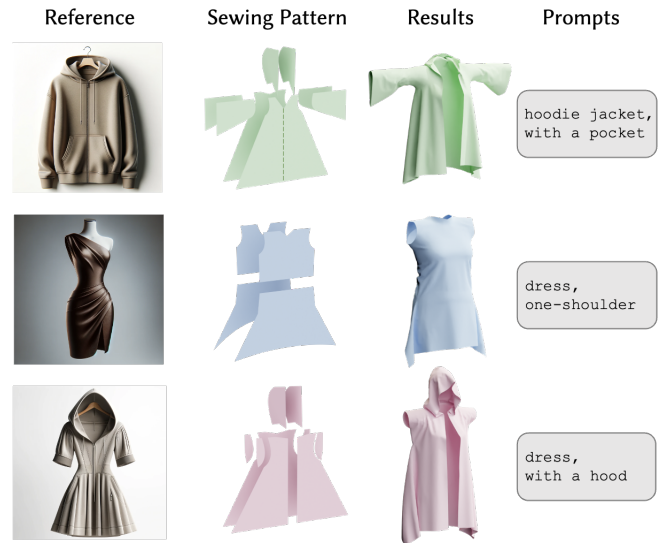 Reference Sewing Pattern Results Prompts
hoodie jacket,
with a pocket
dress,
one-shoulder
dress,
with a hood